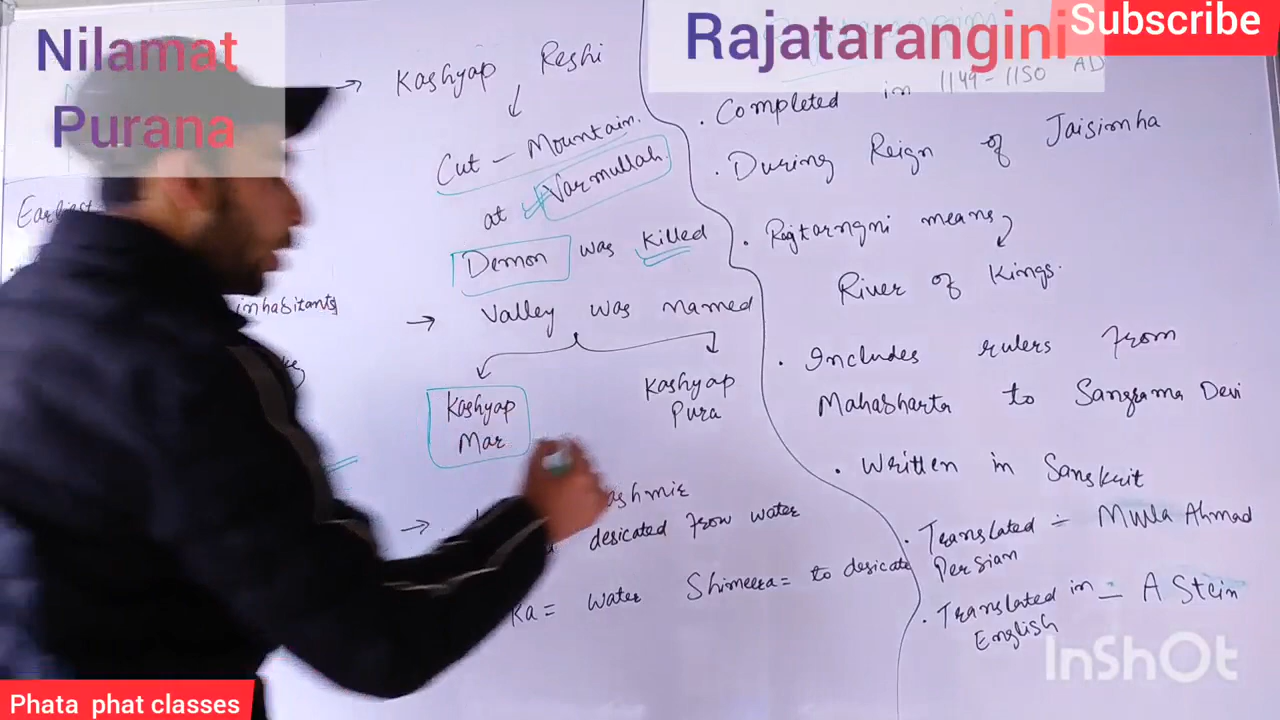 Nilamat
Purana
Earliest
inhabitants
→ Kashyap Reshi
Cut - Mountain.
at Varmullah.
Demon was killed
→ Valley was named
Kashyap
Mar
Kashyap
Pura
→
desicated from water
Ka = water Shimeera = to desicate
Rajatarangini
Subscribe
. Completed in 1149 - 1150 AD
. During Reign of Jaisimha
. Rajtarngni means
River of Kings.
. Includes rulers from
Mahabharta to Sangrama Devi
. Written in Sanskrit
. Translated - Mulla Ahmad
Persian
. Translated in - A Stein
English
InShOt
Phata phat classes